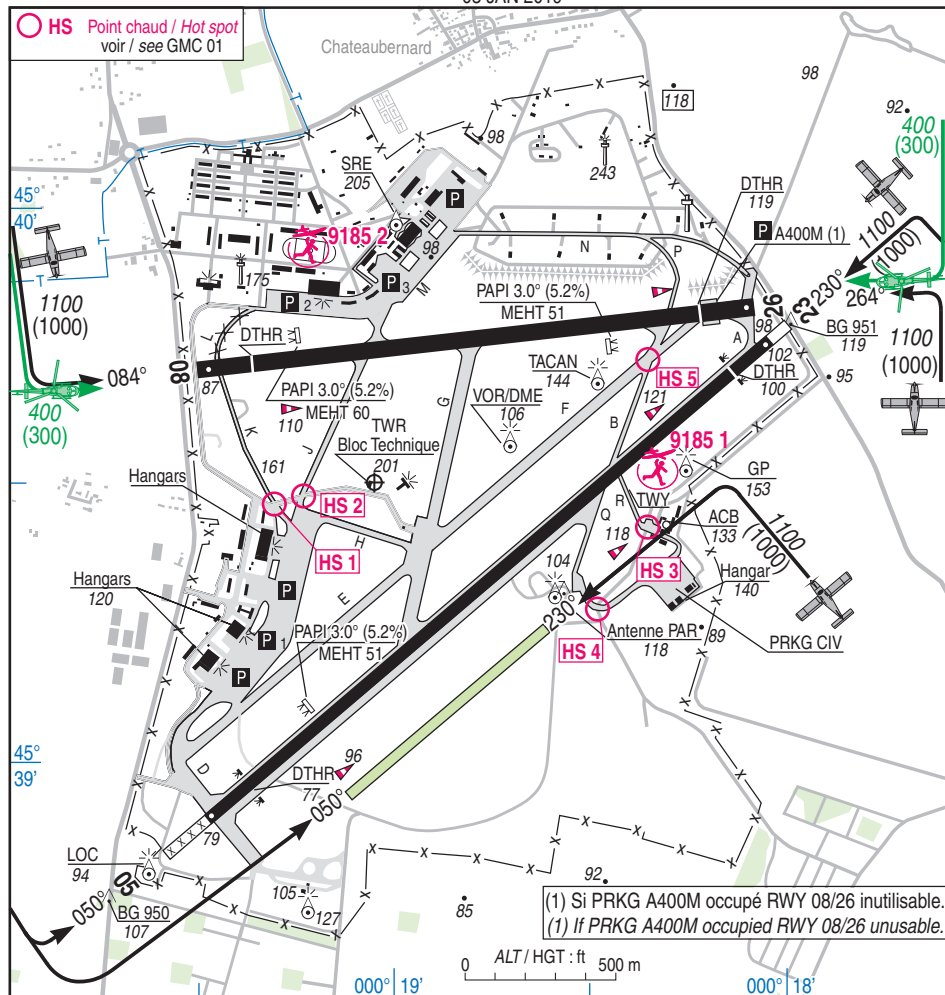 HS Point chaud / Hot spot
voir / see GMC 01
Chateaubernard
98
118
92
400
(300)
98
243
SRE
205
45°
40'
DTHR
119
P A400M (1)
9185 2
98
P
N
P
1100
(1000)
230°
264°
175
P 3
P 2
M
PAPI 3.0° (5.2%)
MEHT 51
1100
(1000)
26
23
98
BG 951
119
L
DTHR
08
87
084°
400
(300)
TACAN
144
A
102
DTHR
100
95
HS 5
121
1100
(1000)
PAPI 3.0° (5.2%)
MEHT 60
110
G
VOR/DME
106
F
B
K
J
TWR
Bloc Technique
201
9185 1
GP
153
161
Hangars
HS 2
R
TWY
Q
118
ACB
133
1100
(1000)
HS 1
H
HS 3
Hangar
140
104
Hangars
120
P
E
230°
Antenne PAR
118
89
PRKG CIV
HS 4
P 1
PAPI 3.0° (5.2%)
MEHT 51
P
45°
39'
D
DTHR
77
96
050°
79
LOC
94
05
050°
BG 950
107
105
127
92
85
(1) Si PRKG A400M occupé RWY 08/26 inutilisable.
(1) If PRKG A400M occupied RWY 08/26 unusable.
ALT / HGT : ft
0 500 m
000° 19'
000° 18'